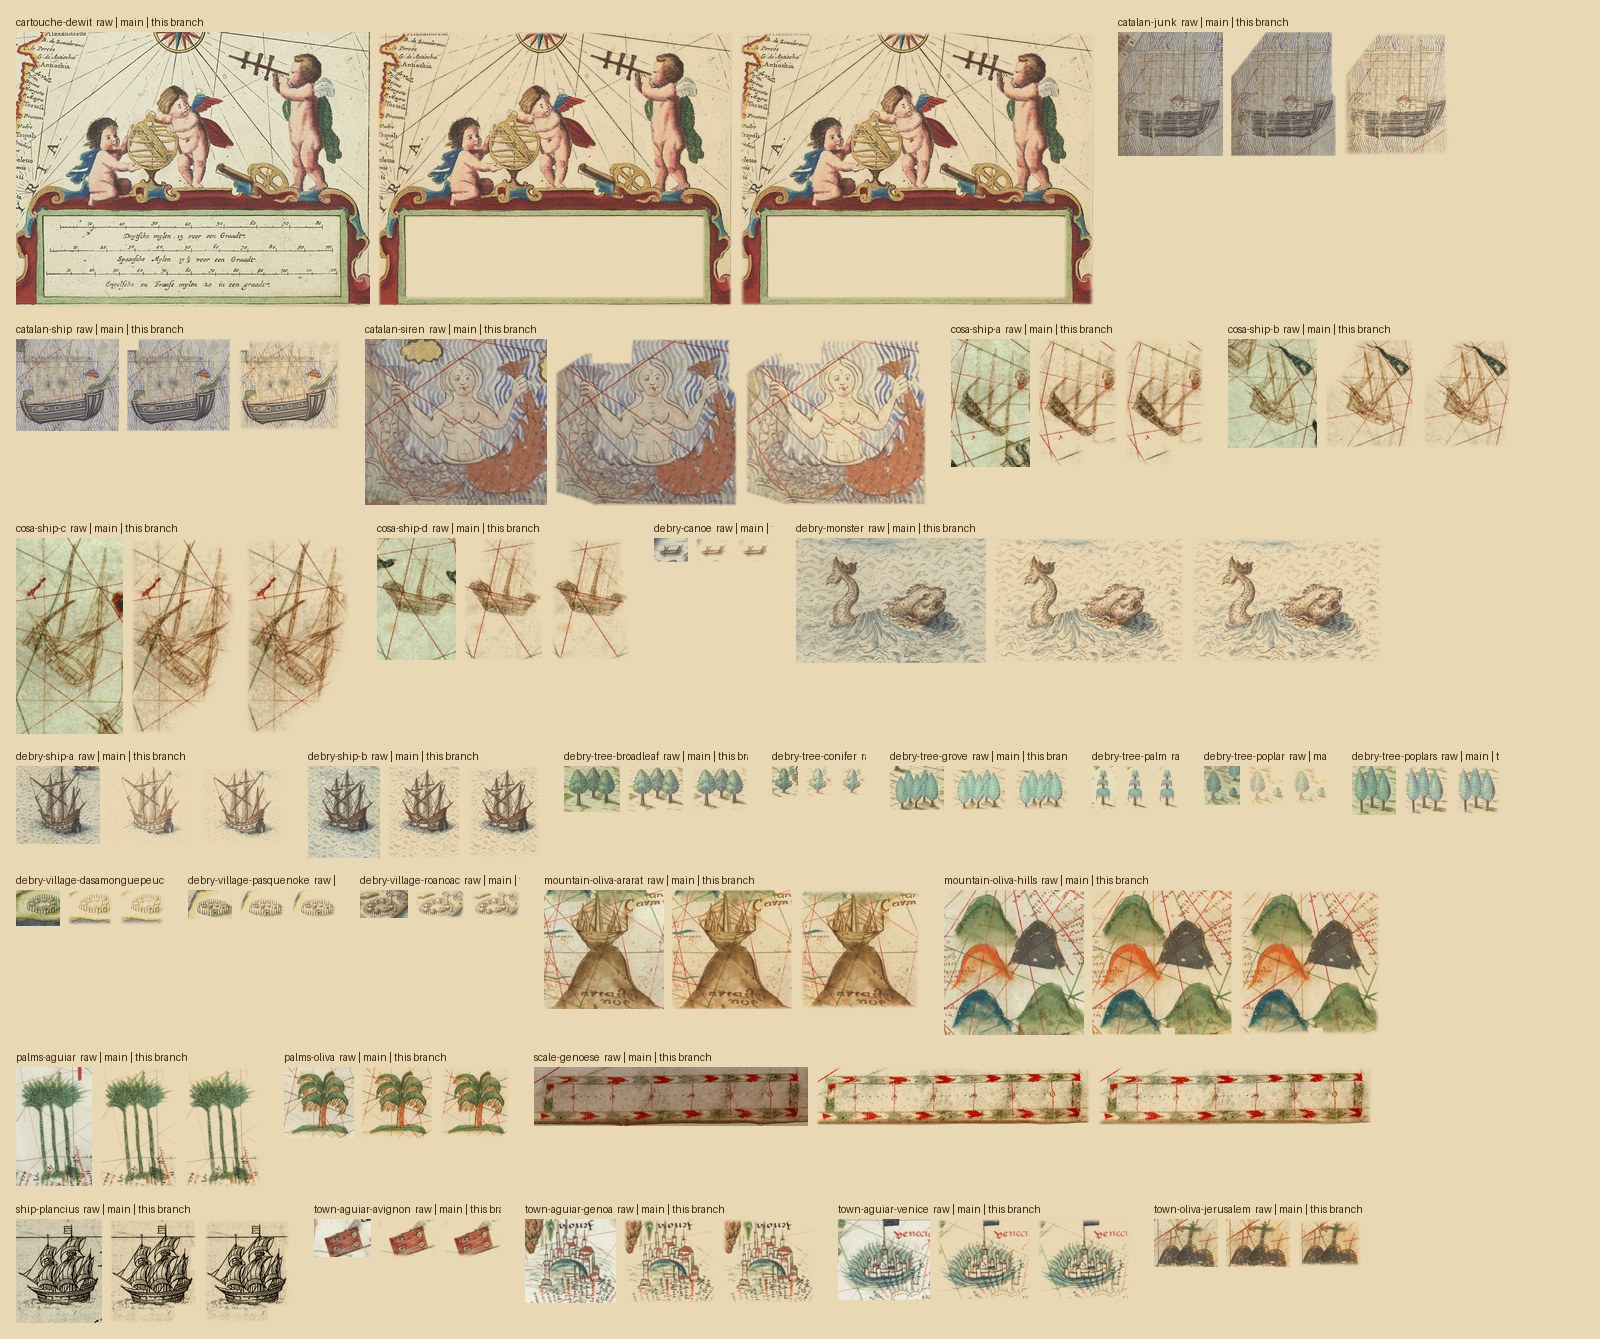 cartouche-dewit raw | main | this branch
catalan-junk raw | main | this branch
Antiochia
R I A.
Duytsche mylen 15 voor een Graadt.
Spaansche Mylen 17½ voor een Graadt.
Engelsche en Franse mylen 20 in een graadt.
catalan-ship raw | main | this branch
catalan-siren raw | main | this branch
cosa-ship-a raw | main | this branch
cosa-ship-b raw | main | this branch
cosa-ship-c raw | main | this branch
cosa-ship-d raw | main | this branch
debry-canoe raw | main |
debry-monster raw | main | this branch
debry-ship-a raw | main | this branch
debry-ship-b raw | main | this branch
debry-tree-broadleaf raw | main | this br
debry-tree-conifer
debry-tree-grove raw | main | this bran
debry-tree-palm ra
debry-tree-poplar raw | ma
debry-tree-poplars raw | main | t
debry-village-dasamonguepeuc
debry-village-pasquenoke raw |
debry-village-roanoac raw | main |
mountain-oliva-ararat raw | main | this branch
mountain-oliva-hills raw | main | this branch
palms-aguiar raw | main | this branch
palms-oliva raw | main | this branch
scale-genoese raw | main | this branch
ship-plancius raw | main | this branch
town-aguiar-avignon raw | main | this bra
town-aguiar-genoa raw | main | this branch
town-aguiar-venice raw | main | this branch
town-oliva-jerusalem raw | main | this branch